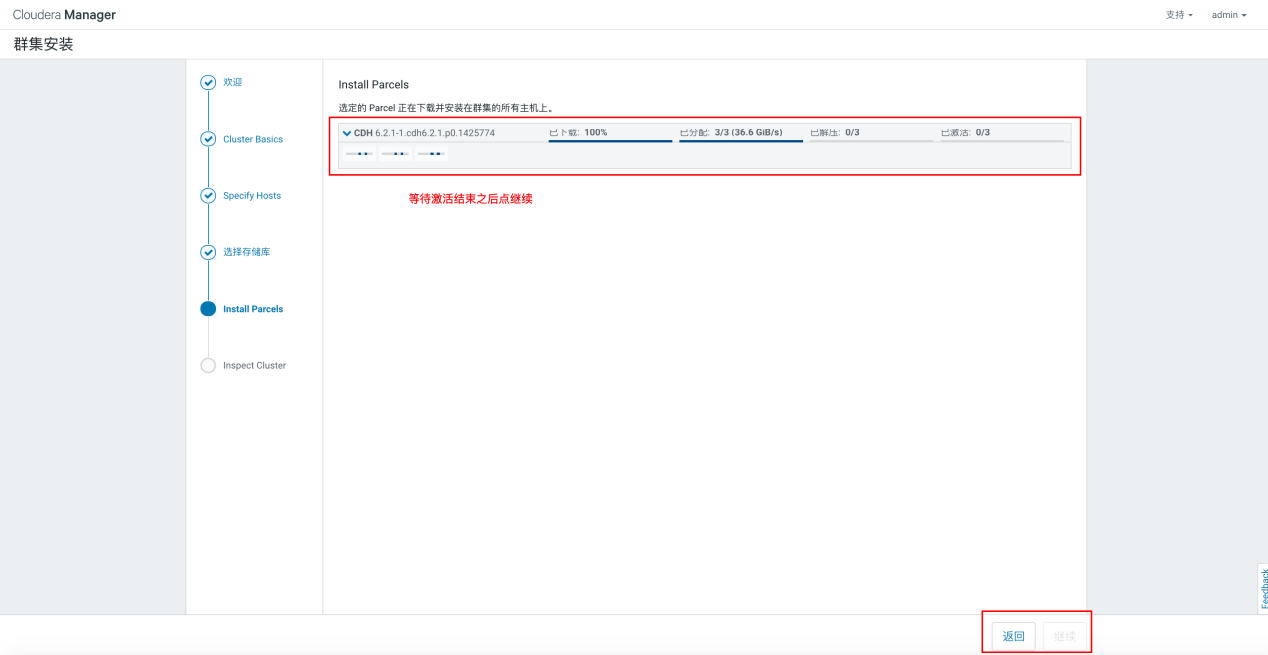 Cloudera Manager
支持 admin
群集安装
欢迎
Cluster Basics
Specify Hosts
选择存储库
Install Parcels
Inspect Cluster
Install Parcels
选定的 Parcel 正在下载并安装在群集的所有主机上。
CDH 6.2.1-1.cdh6.2.1.p0.1425774 已下载: 100% 已分配: 3/3 (36.6 GiB/s) 已解压: 0/3 已激活: 0/3
等待激活结束之后点继续
Feedback
返回 继续